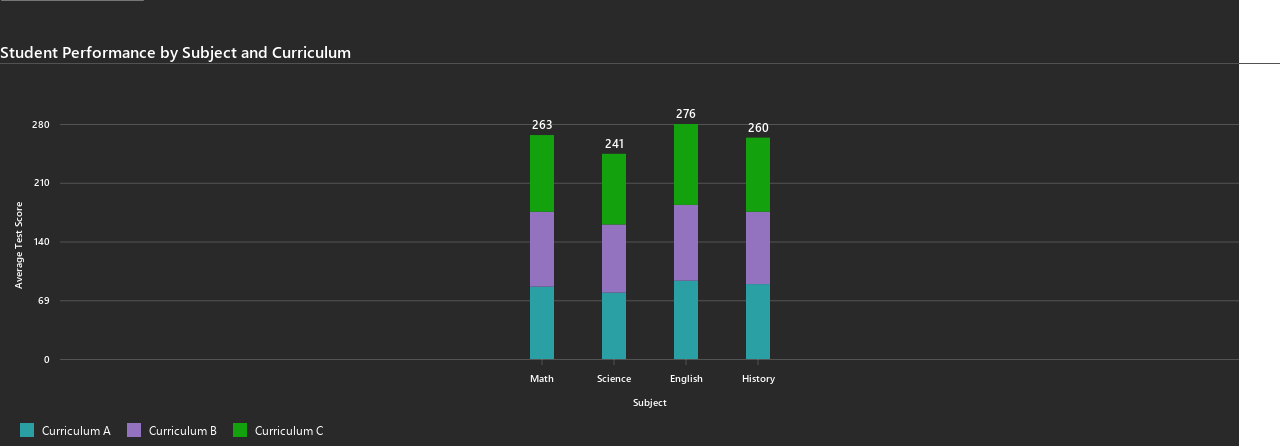 Student Performance by Subject and Curriculum
280
210
140
69
0
Average Test Score
263
241
276
260
Math
Science
English
History
Subject
Curriculum A
Curriculum B
Curriculum C